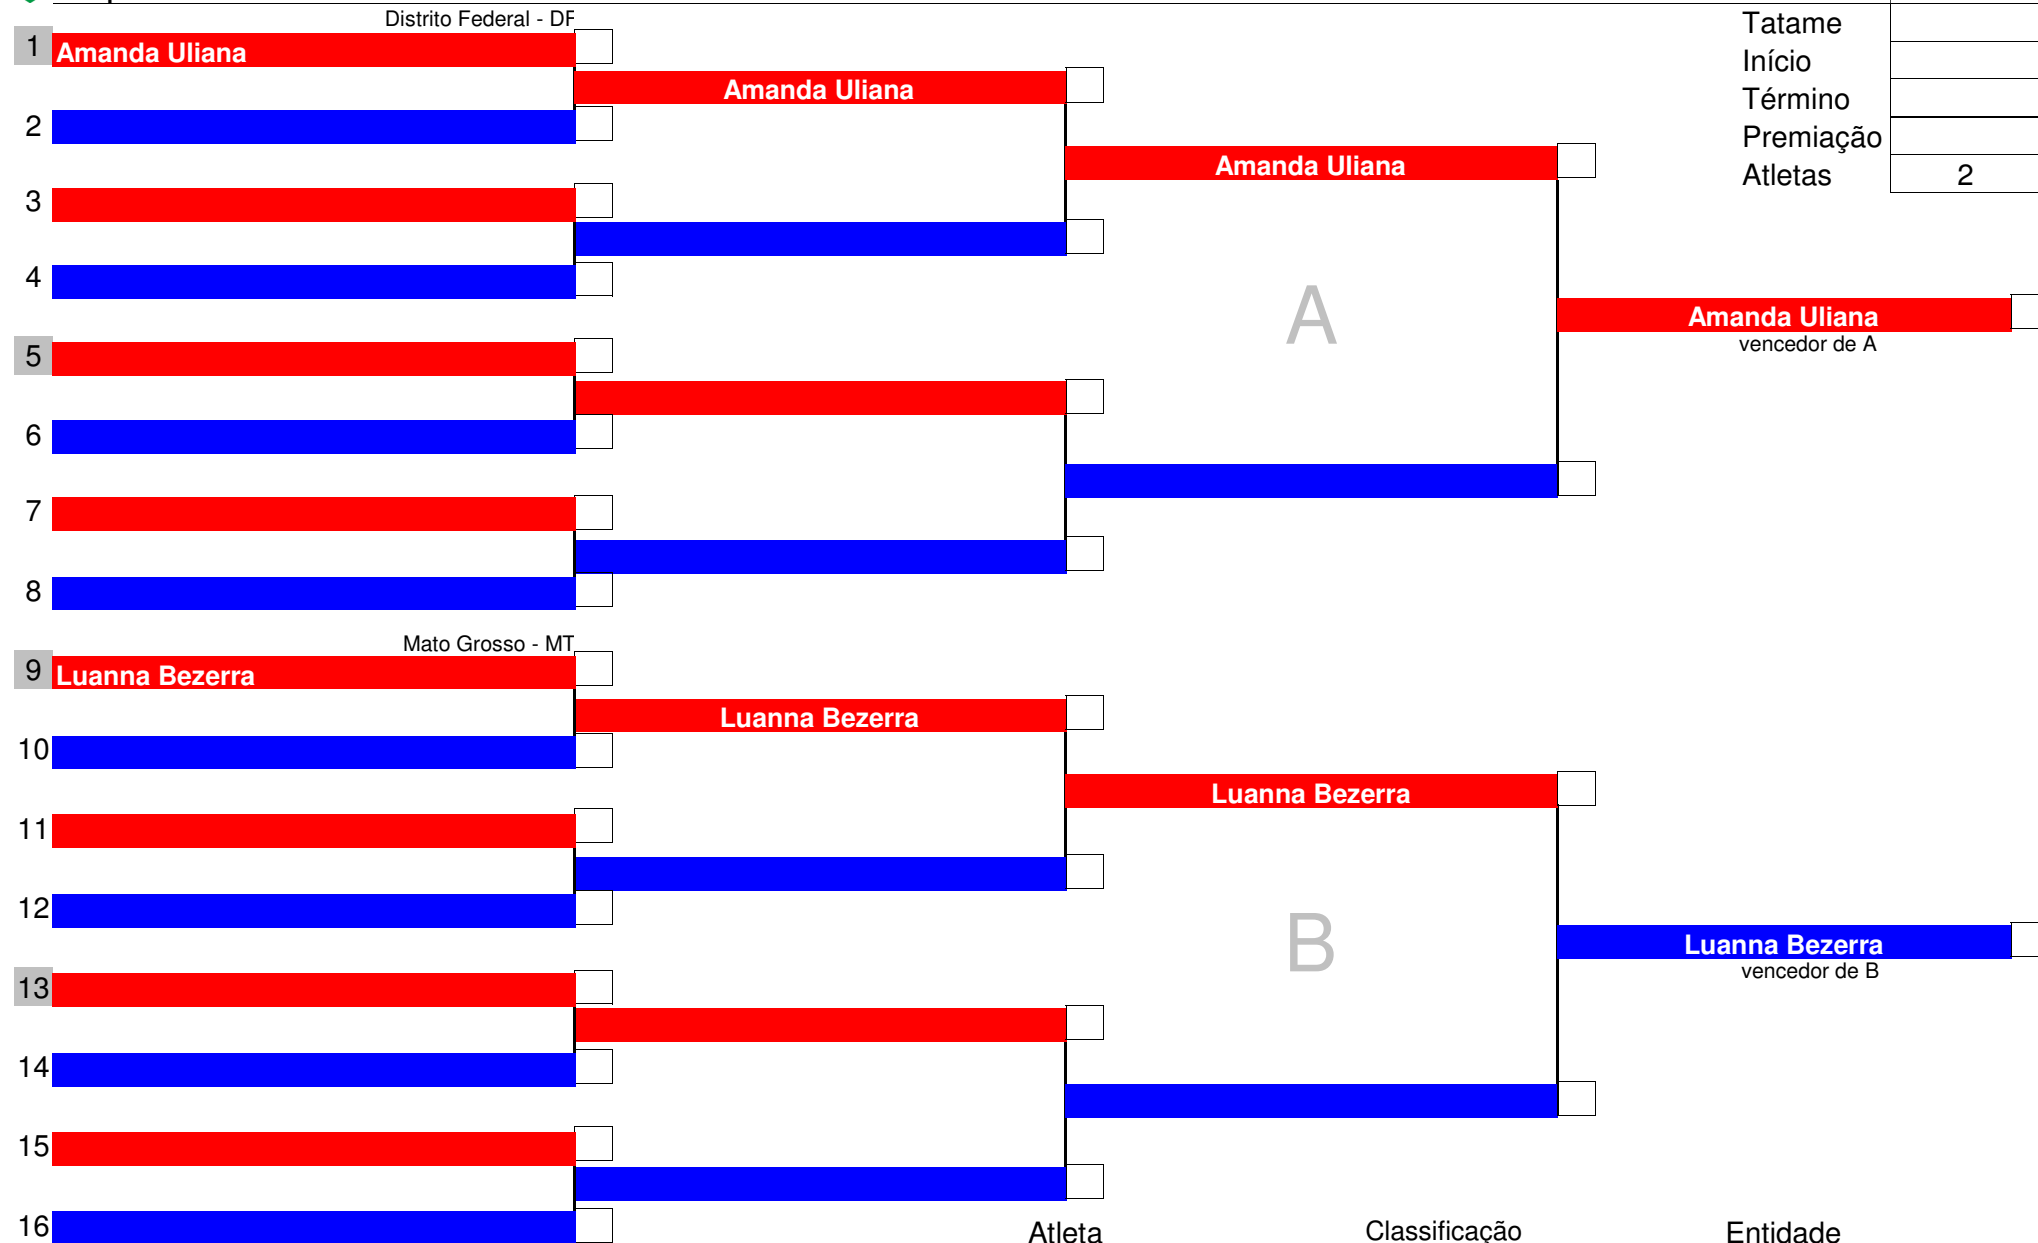 Distrito Federal - DF
1 Amanda Uliana
Amanda Uliana
2
Amanda Uliana
3
4
A
5
Amanda Uliana
vencedor de A
6
7
8
Mato Grosso - MT
9 Luanna Bezerra
Luanna Bezerra
10
Luanna Bezerra
11
12
B
Luanna Bezerra
vencedor de B
13
14
15
16
Tatame
Início
Término
Premiação
Atletas 2
Atleta Classificação Entidade